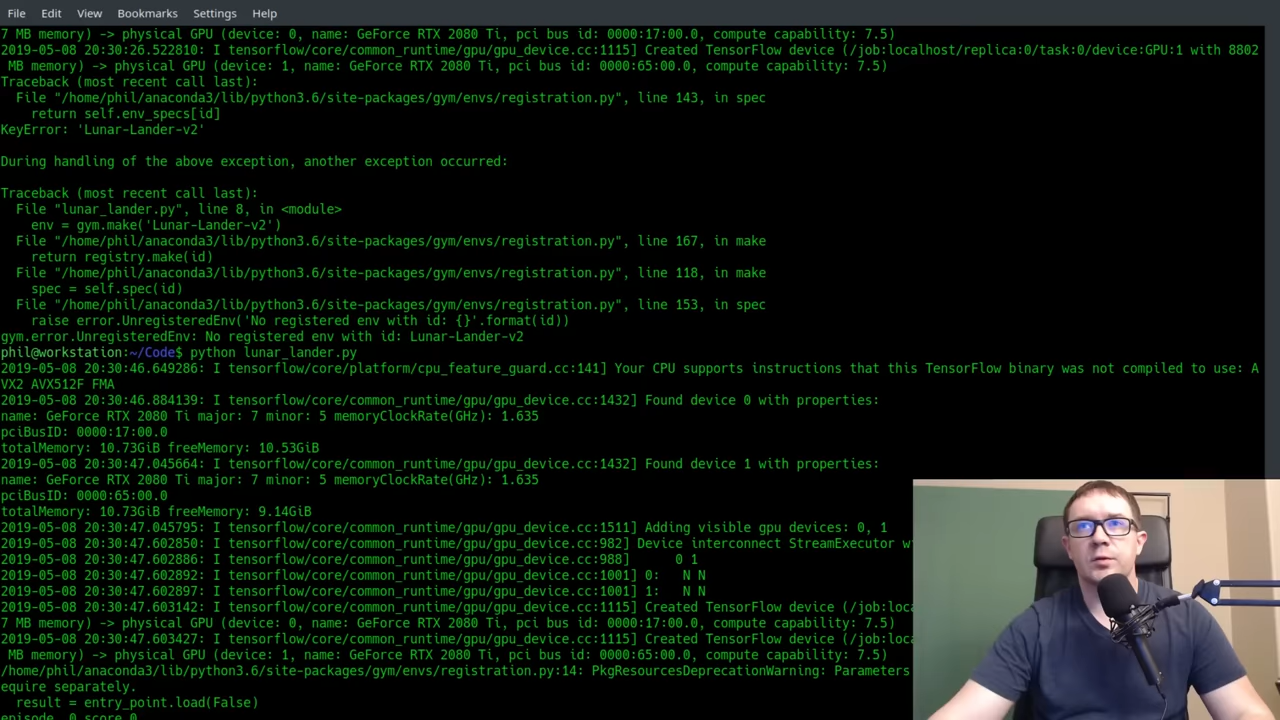 File Edit View Bookmarks Settings Help
7 MB memory) -> physical GPU (device: 0, name: GeForce RTX 2080 Ti, pci bus id: 0000:17:00.0, compute capability: 7.5)
2019-05-08 20:30:26.522810: I tensorflow/core/common_runtime/gpu/gpu_device.cc:1115] Created TensorFlow device (/job:localhost/replica:0/task:0/device:GPU:1 with 8802
MB memory) -> physical GPU (device: 1, name: GeForce RTX 2080 Ti, pci bus id: 0000:65:00.0, compute capability: 7.5)
Traceback (most recent call last):
File "/home/phil/anaconda3/lib/python3.6/site-packages/gym/envs/registration.py", line 143, in spec
return self.env_specs[id]
KeyError: 'Lunar-Lander-v2'
During handling of the above exception, another exception occurred:
Traceback (most recent call last):
File "lunar_lander.py", line 8, in <module>
env = gym.make('Lunar-Lander-v2')
File "/home/phil/anaconda3/lib/python3.6/site-packages/gym/envs/registration.py", line 167, in make
return registry.make(id)
File "/home/phil/anaconda3/lib/python3.6/site-packages/gym/envs/registration.py", line 118, in make
spec = self.spec(id)
File "/home/phil/anaconda3/lib/python3.6/site-packages/gym/envs/registration.py", line 153, in spec
raise error.UnregisteredEnv('No registered env with id: {}'.format(id))
gym.error.UnregisteredEnv: No registered env with id: Lunar-Lander-v2
phil@workstation:~/Code$ python lunar_lander.py
2019-05-08 20:30:46.649286: I tensorflow/core/platform/cpu_feature_guard.cc:141] Your CPU supports instructions that this TensorFlow binary was not compiled to use: A
VX2 AVX512F FMA
2019-05-08 20:30:46.884139: I tensorflow/core/common_runtime/gpu/gpu_device.cc:1432] Found device 0 with properties:
name: GeForce RTX 2080 Ti major: 7 minor: 5 memoryClockRate(GHz): 1.635
pciBusID: 0000:17:00.0
totalMemory: 10.73GiB freeMemory: 10.53GiB
2019-05-08 20:30:47.045664: I tensorflow/core/common_runtime/gpu/gpu_device.cc:1432] Found device 1 with properties:
name: GeForce RTX 2080 Ti major: 7 minor: 5 memoryClockRate(GHz): 1.635
pciBusID: 0000:65:00.0
totalMemory: 10.73GiB freeMemory: 9.14GiB
2019-05-08 20:30:47.045795: I tensorflow/core/common_runtime/gpu/gpu_device.cc:1511] Adding visible gpu devices: 0, 1
2019-05-08 20:30:47.602850: I tensorflow/core/common_runtime/gpu/gpu_device.cc:982] Device interconnect StreamExecutor
2019-05-08 20:30:47.602886: I tensorflow/core/common_runtime/gpu/gpu_device.cc:988] 0 1
2019-05-08 20:30:47.602892: I tensorflow/core/common_runtime/gpu/gpu_device.cc:1001] 0: N N
2019-05-08 20:30:47.602897: I tensorflow/core/common_runtime/gpu/gpu_device.cc:1001] 1: N N
2019-05-08 20:30:47.603142: I tensorflow/core/common_runtime/gpu/gpu_device.cc:1115] Created TensorFlow device (/job:loca
7 MB memory) -> physical GPU (device: 0, name: GeForce RTX 2080 Ti, pci bus id: 0000:17:00.0, compute capability: 7.5)
2019-05-08 20:30:47.603427: I tensorflow/core/common_runtime/gpu/gpu_device.cc:1115] Created TensorFlow device (/job:loca
MB memory) -> physical GPU (device: 1, name: GeForce RTX 2080 Ti, pci bus id: 0000:65:00.0, compute capability: 7.5)
/home/phil/anaconda3/lib/python3.6/site-packages/gym/envs/registration.py:14: PkgResourcesDeprecationWarning: Parameters
equire separately.
result = entry_point.load(False)
episode 0 score 0